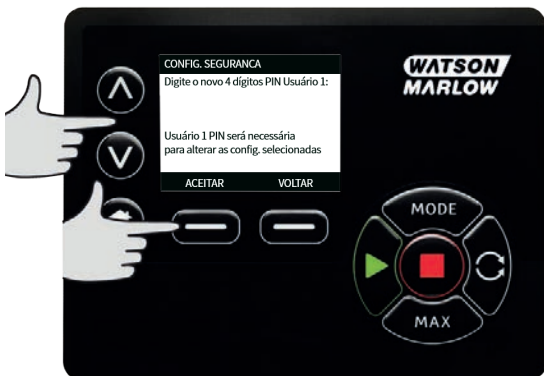 CONFIG. SEGURANCA
Digite o novo 4 dígitos PIN Usuário 1:
Usuário 1 PIN será necessária
para alterar as config. selecionadas
ACEITAR VOLTAR
WATSON
MARLOW
MODE
MAX